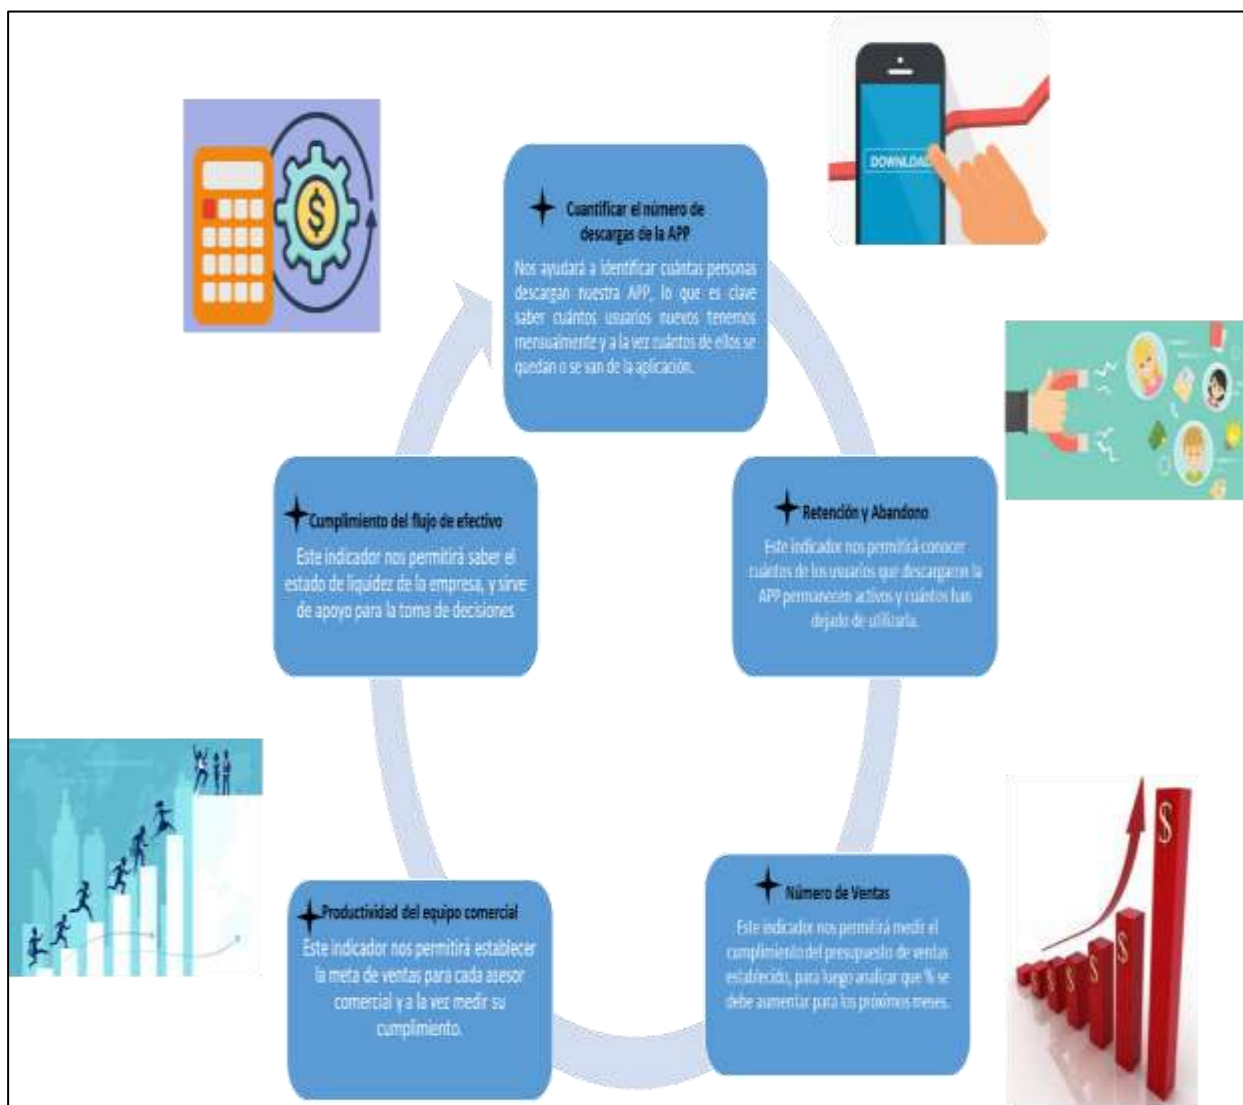 DOWNLOAD
Cuantificar el número de
descargas de la APP
Nos ayudará a identificar cuántas personas
descargan nuestra APP, lo que es clave
saber cuántos usuarios nuevos tenemos
mensualmente y a la vez cuántos de ellos se
quedan o se van de la aplicación.
Retención y Abandono
Este indicador nos permitirá conocer
cuántos de los usuarios que descargaron la
APP permanecen activos y cuántos han
dejado de utilizarla.
Número de Ventas
Este indicador nos permitirá medir el
cumplimiento del presupuesto de ventas
establecido, para luego analizar que % se
debe aumentar para los próximos meses.
Productividad del equipo comercial
Este indicador nos permitirá establecer
la meta de ventas para cada asesor
comercial y a la vez medir su
cumplimiento.
Cumplimiento del flujo de efectivo
Este indicador nos permitirá saber el
estado de liquidez de la empresa, y sirve
de apoyo para la toma de decisiones
$
$
$
$
$
$
$